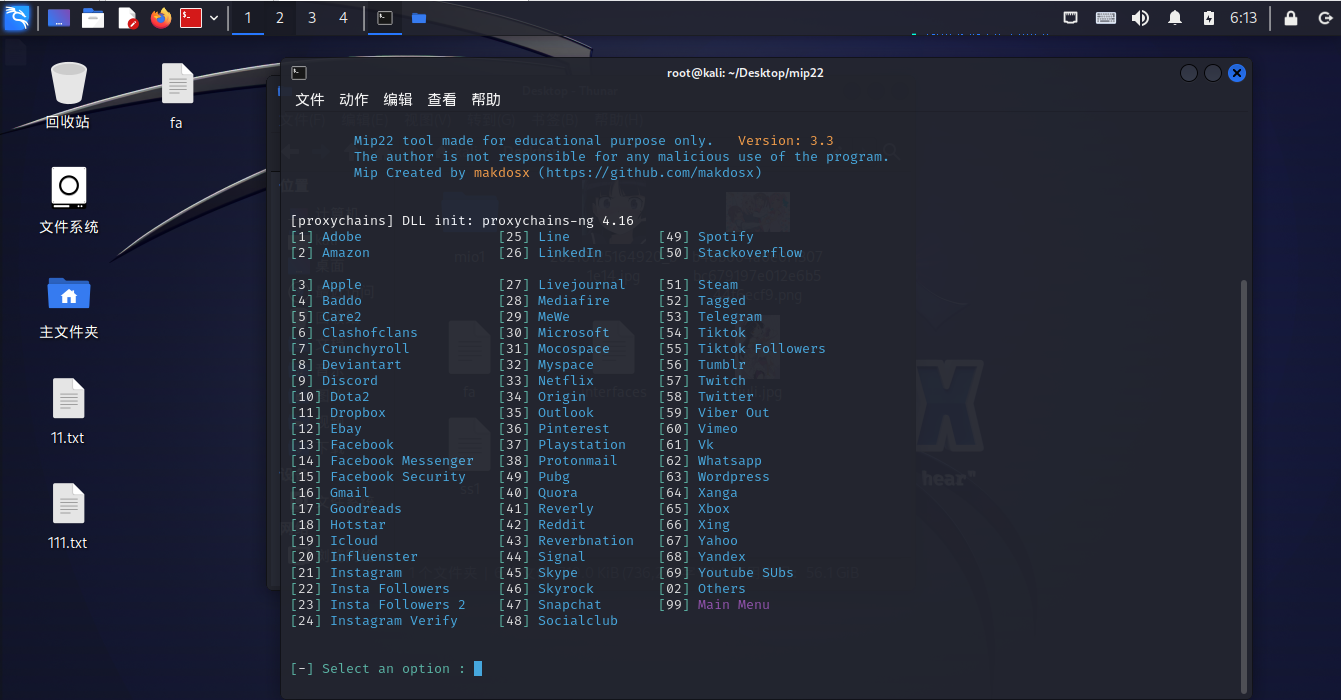 1 2 3 4 6:13
root@kali: ~/Desktop/mip22
文件 动作 编辑 查看 帮助
回收站
fa
文件系统
主文件夹
11.txt
111.txt
Mip22 tool made for educational purpose only. Version: 3.3
The author is not responsible for any malicious use of the program.
Mip Created by makdosx (https://github.com/makdosx)
[proxychains] DLL init: proxychains-ng 4.16
[1] Adobe [25] Line [49] Spotify
[2] Amazon [26] LinkedIn [50] Stackoverflow
[3] Apple [27] Livejournal [51] Steam
[4] Baddo [28] Mediafire [52] Tagged
[5] Care2 [29] MeWe [53] Telegram
[6] Clashofclans [30] Microsoft [54] Tiktok
[7] Crunchyroll [31] Mocospace [55] Tiktok Followers
[8] Deviantart [32] Myspace [56] Tumblr
[9] Discord [33] Netflix [57] Twitch
[10] Dota2 [34] Origin [58] Twitter
[11] Dropbox [35] Outlook [59] Viber Out
[12] Ebay [36] Pinterest [60] Vimeo
[13] Facebook [37] Playstation [61] Vk
[14] Facebook Messenger [38] Protonmail [62] Whatsapp
[15] Facebook Security [49] Pubg [63] Wordpress
[16] Gmail [40] Quora [64] Xanga
[17] Goodreads [41] Reverly [65] Xbox
[18] Hotstar [42] Reddit [66] Xing
[19] Icloud [43] Reverbnation [67] Yahoo
[20] Influenster [44] Signal [68] Yandex
[21] Instagram [45] Skype [69] Youtube SUbs
[22] Insta Followers [46] Skyrock [02] Others
[23] Insta Followers 2 [47] Snapchat [99] Main Menu
[24] Instagram Verify [48] Socialclub
[-] Select an option :
hear"